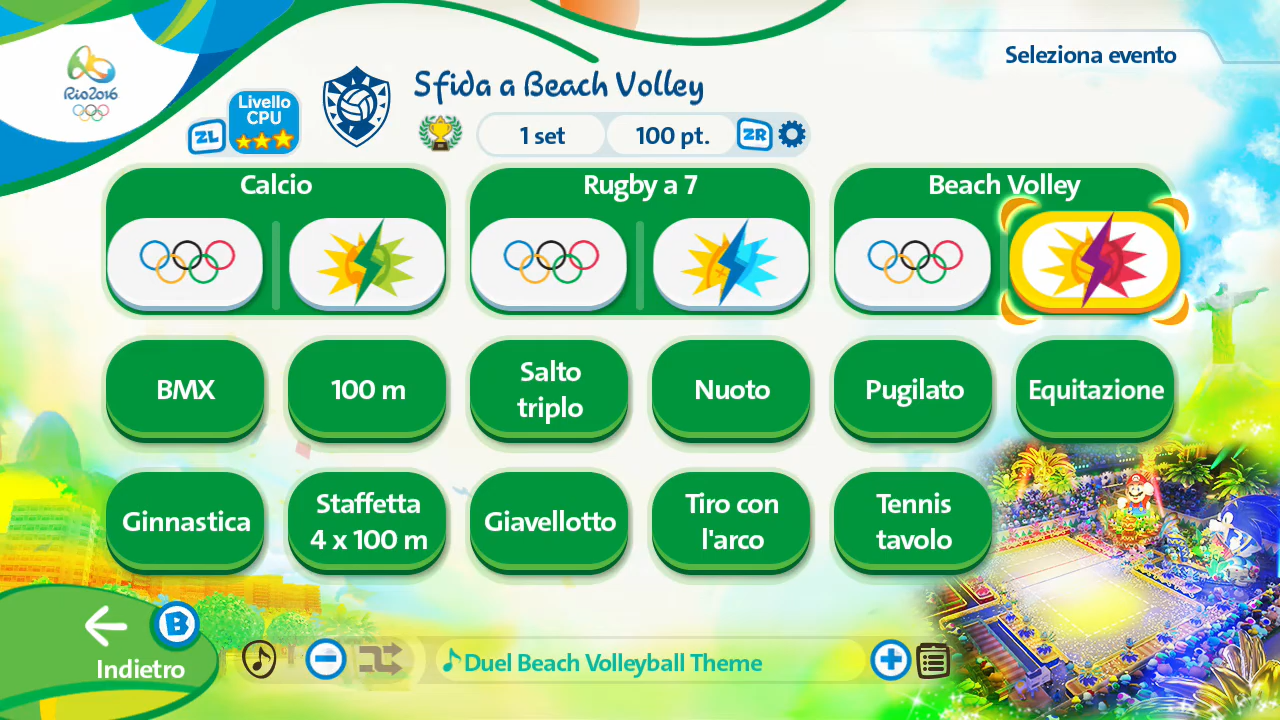 Seleziona evento
Rio2016
Livello
CPU
ZL
Sfida a Beach Volley
1 set
100 pt.
ZR
Calcio
Rugby a 7
Beach Volley
BMX
100 m
Salto
triplo
Nuoto
Pugilato
Equitazione
Ginnastica
Staffetta
4 x 100 m
Giavellotto
Tiro con
l'arco
Tennis
tavolo
B
Indietro
Duel Beach Volleyball Theme